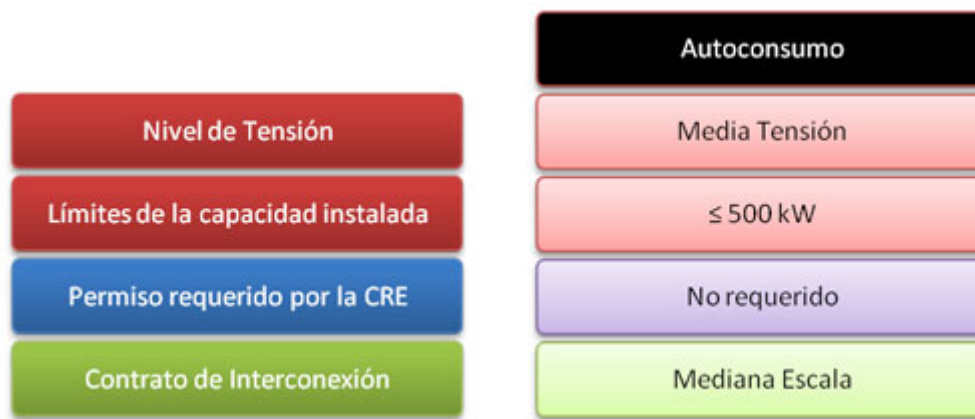 Autoconsumo
Nivel de Tensión
Media Tensión
Límites de la capacidad instalada
≤ 500 kW
Permiso requerido por la CRE
No requerido
Contrato de Interconexión
Mediana Escala